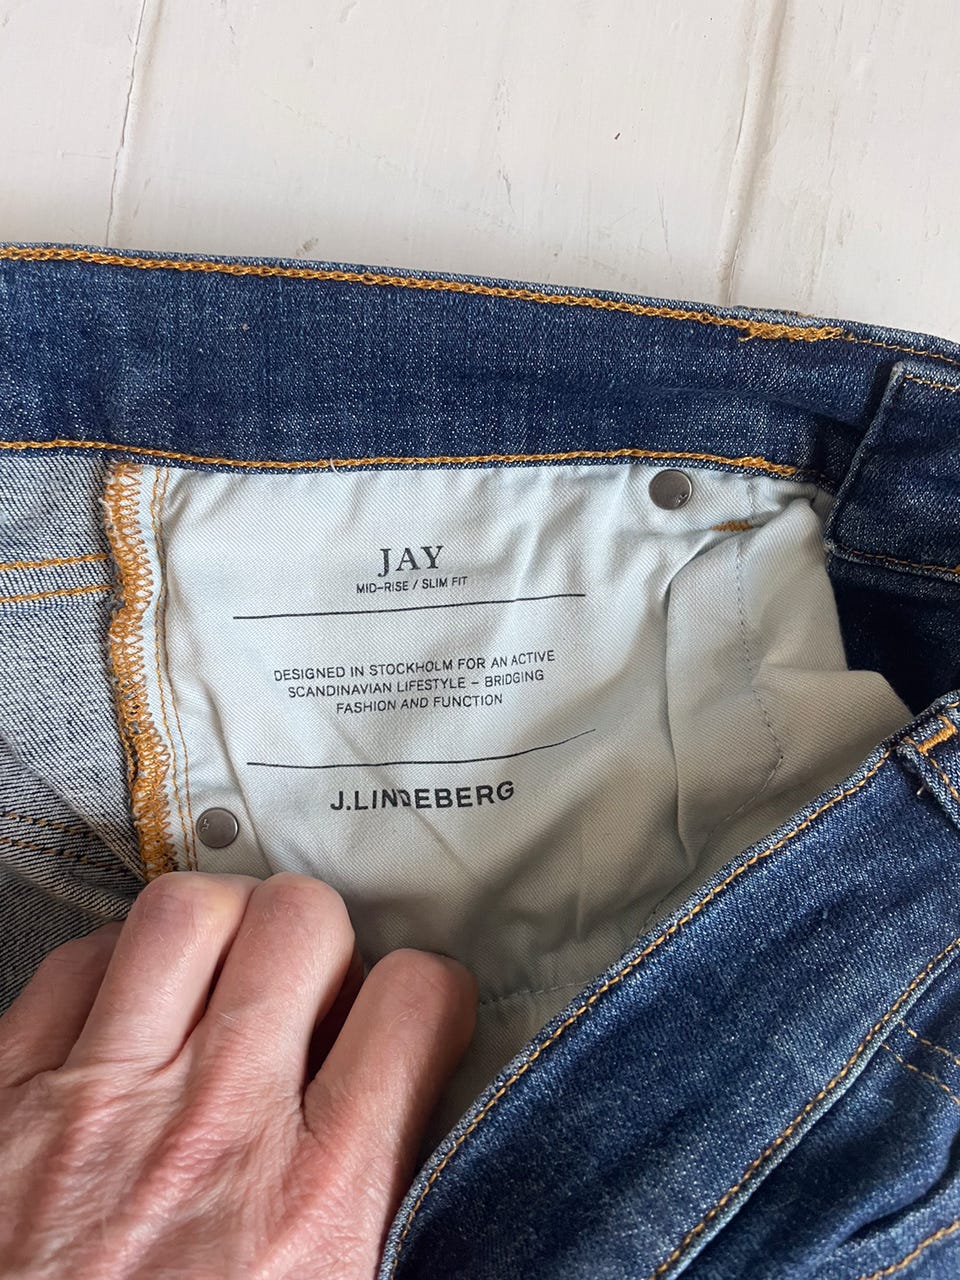 JAY
MID-RISE / SLIM FIT
DESIGNED IN STOCKHOLM FOR AN ACTIVE
SCANDINAVIAN LIFESTYLE – BRIDGING
FASHION AND FUNCTION
J.LINDEBERG